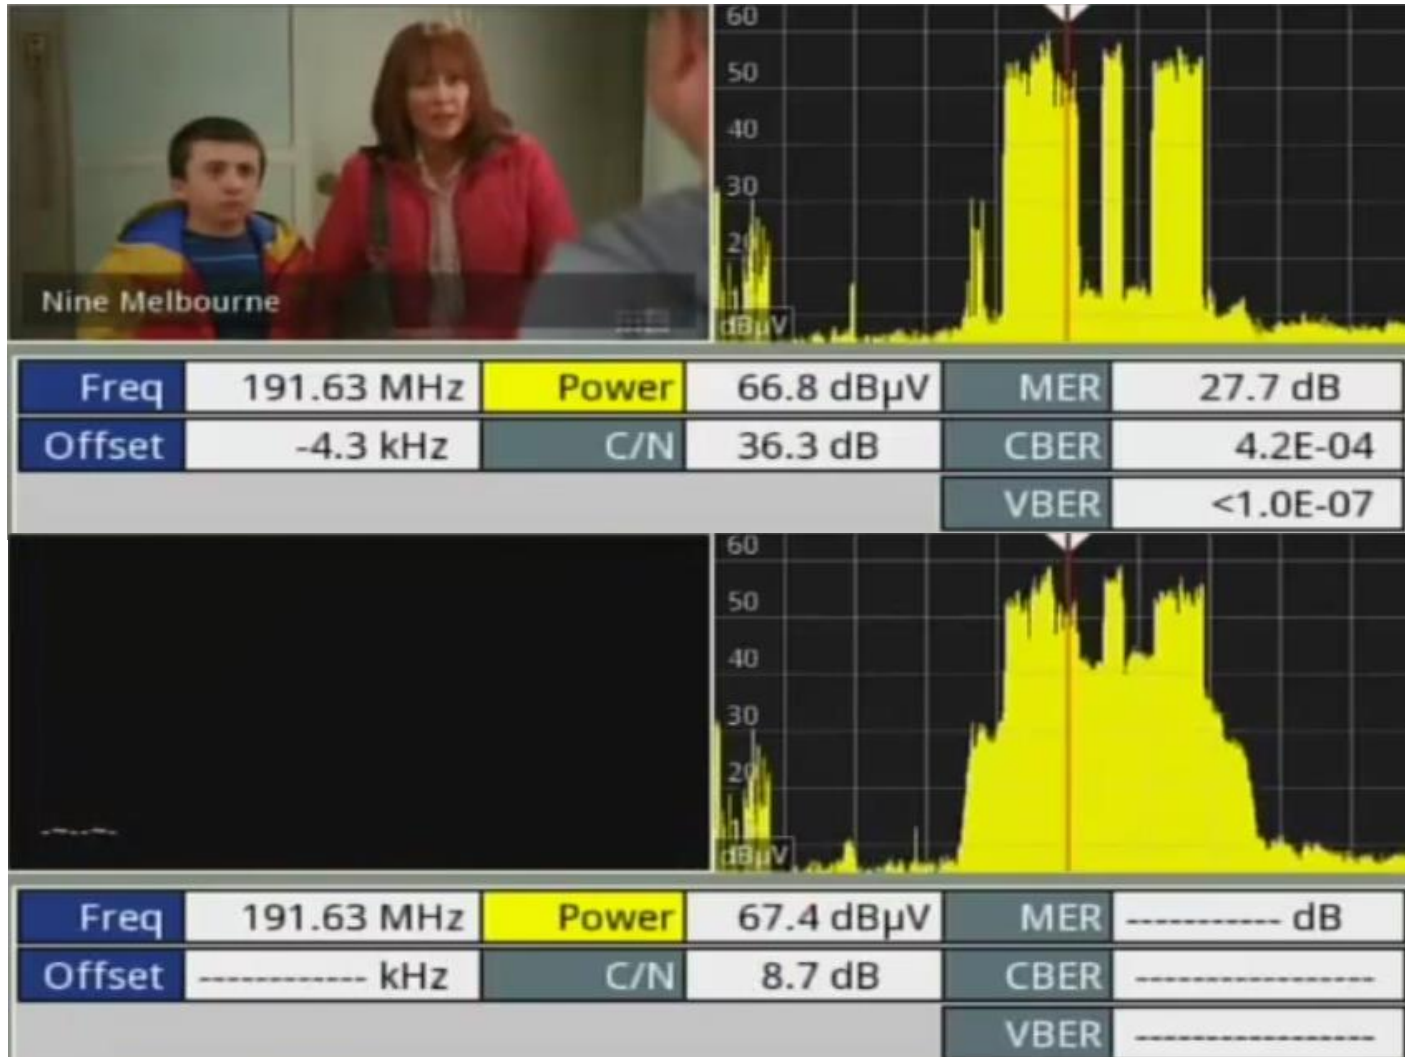 60
50
40
30
20
dBµV
Nine Melbourne
Freq 191.63 MHz Power 66.8 dBµV MER 27.7 dB
Offset -4.3 kHz C/N 36.3 dB CBER 4.2E-04
VBER <1.0E-07
60
50
40
30
20
dBµV
Freq 191.63 MHz Power 67.4 dBµV MER ----------- dB
Offset ------------ kHz C/N 8.7 dB CBER -----------------
VBER -----------------